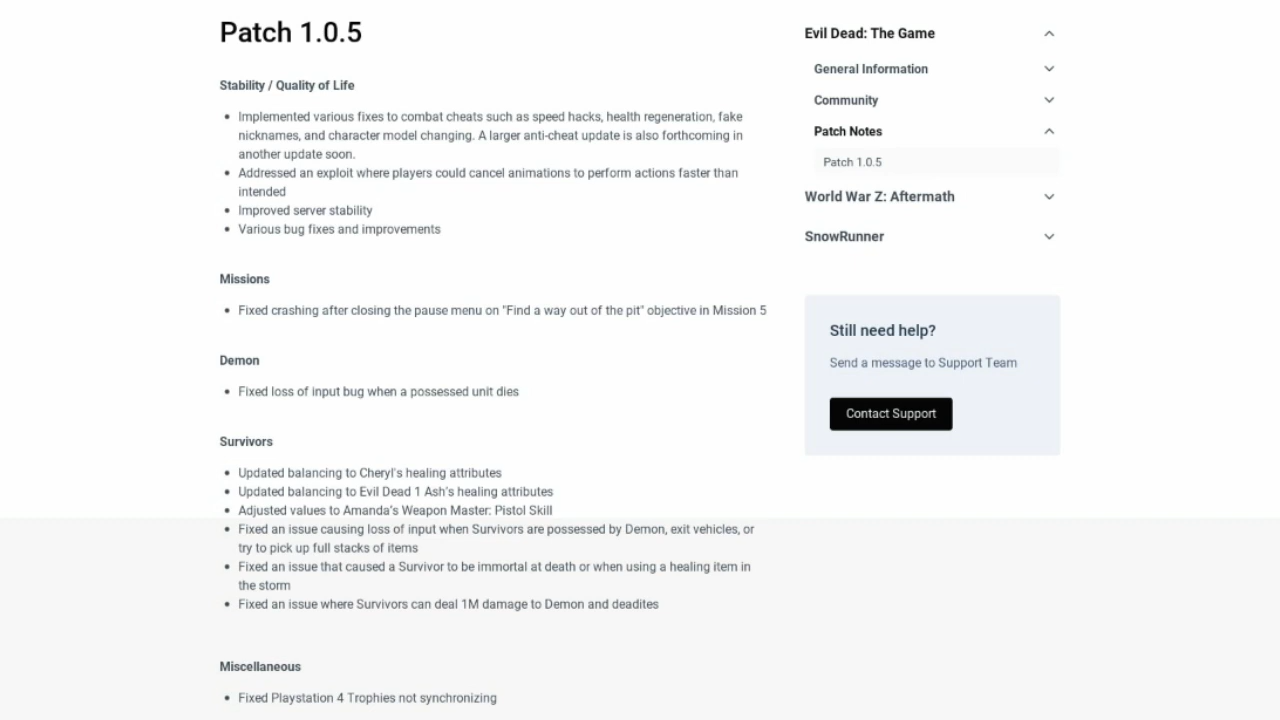 Patch 1.0.5
Stability / Quality of Life
Implemented various fixes to combat cheats such as speed hacks, health regeneration, fake
nicknames, and character model changing. A larger anti-cheat update is also forthcoming in
another update soon.
Addressed an exploit where players could cancel animations to perform actions faster than
intended
Improved server stability
Various bug fixes and improvements
Missions
Fixed crashing after closing the pause menu on "Find a way out of the pit" objective in Mission 5
Demon
Fixed loss of input bug when a possessed unit dies
Survivors
Updated balancing to Cheryl's healing attributes
Updated balancing to Evil Dead 1 Ash's healing attributes
Adjusted values to Amanda's Weapon Master: Pistol Skill
Fixed an issue causing loss of input when Survivors are possessed by Demon, exit vehicles, or
try to pick up full stacks of items
Fixed an issue that caused a Survivor to be immortal at death or when using a healing item in
the storm
Fixed an issue where Survivors can deal 1M damage to Demon and deadites
Miscellaneous
Fixed Playstation 4 Trophies not synchronizing
Evil Dead: The Game
General Information
Community
Patch Notes
Patch 1.0.5
World War Z: Aftermath
SnowRunner
Still need help?
Send a message to Support Team
Contact Support